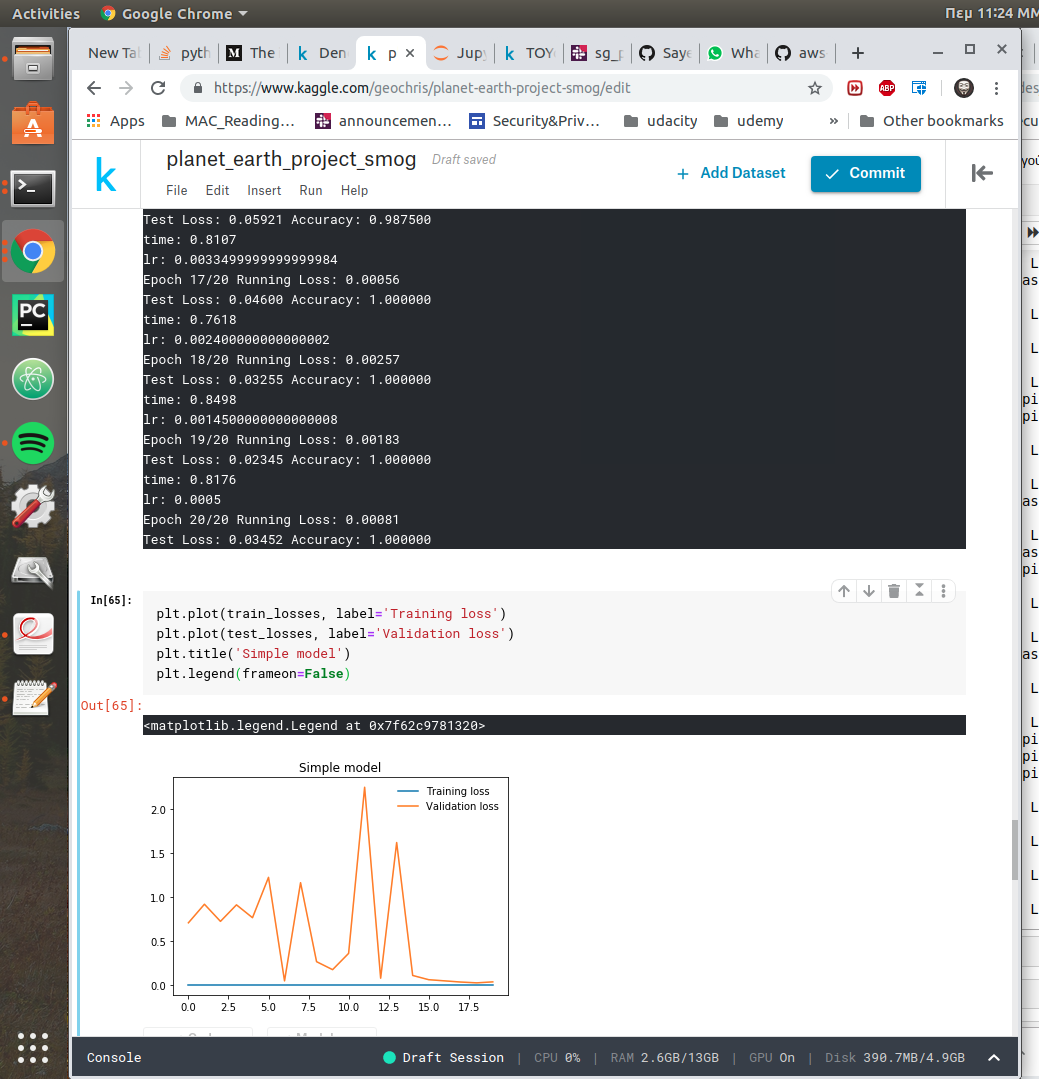 Activities Google Chrome Πεμ 11:24 ΜΜ
New Ta pyth The Den p Jupy TOY sg_p Saye Wha aws
https://www.kaggle.com/geochris/planet-earth-project-smog/edit
Apps MAC_Reading... announcemen... Security&Priv... udacity udemy » Other bookmarks
planet_earth_project_smog Draft saved
File Edit Insert Run Help
+ Add Dataset
Commit
Test Loss: 0.05921 Accuracy: 0.987500
time: 0.8107
lr: 0.0033499999999999984
Epoch 17/20 Running Loss: 0.00056
Test Loss: 0.04600 Accuracy: 1.000000
time: 0.7618
lr: 0.002400000000000002
Epoch 18/20 Running Loss: 0.00257
Test Loss: 0.03255 Accuracy: 1.000000
time: 0.8498
lr: 0.0014500000000000008
Epoch 19/20 Running Loss: 0.00183
Test Loss: 0.02345 Accuracy: 1.000000
time: 0.8176
lr: 0.0005
Epoch 20/20 Running Loss: 0.00081
Test Loss: 0.03452 Accuracy: 1.000000
In[65]:
plt.plot(train_losses, label='Training loss')
plt.plot(test_losses, label='Validation loss')
plt.title('Simple model')
plt.legend(frameon=False)
Out[65]:
<matplotlib.legend.Legend at 0x7f62c9781320>
Simple model
Training loss
Validation loss
2.0
1.5
1.0
0.5
0.0
0.0 2.5 5.0 7.5 10.0 12.5 15.0 17.5
Console Draft Session | CPU 0% | RAM 2.6GB/13GB | GPU On | Disk 390.7MB/4.9GB